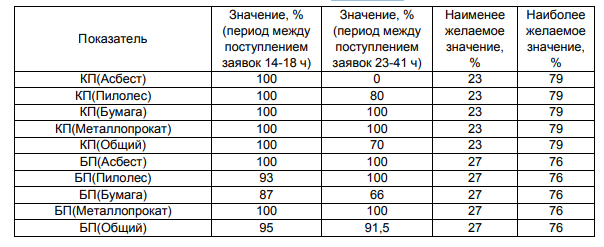 Показатель | Значение, % (период между поступлением заявок 14-18 ч) | Значение, % (период между поступлением заявок 23-41 ч) | Наименее желаемое значение, % | Наиболее желаемое значение, %
КП(Асбест) | 100 | 0 | 23 | 79
КП(Пилолес) | 100 | 80 | 23 | 79
КП(Бумага) | 100 | 100 | 23 | 79
КП(Металлопрокат) | 100 | 100 | 23 | 79
КП(Общий) | 100 | 70 | 23 | 79
БП(Асбест) | 100 | 100 | 27 | 76
БП(Пилолес) | 93 | 100 | 27 | 76
БП(Бумага) | 87 | 66 | 27 | 76
БП(Металлопрокат) | 100 | 100 | 27 | 76
БП(Общий) | 95 | 91,5 | 27 | 76